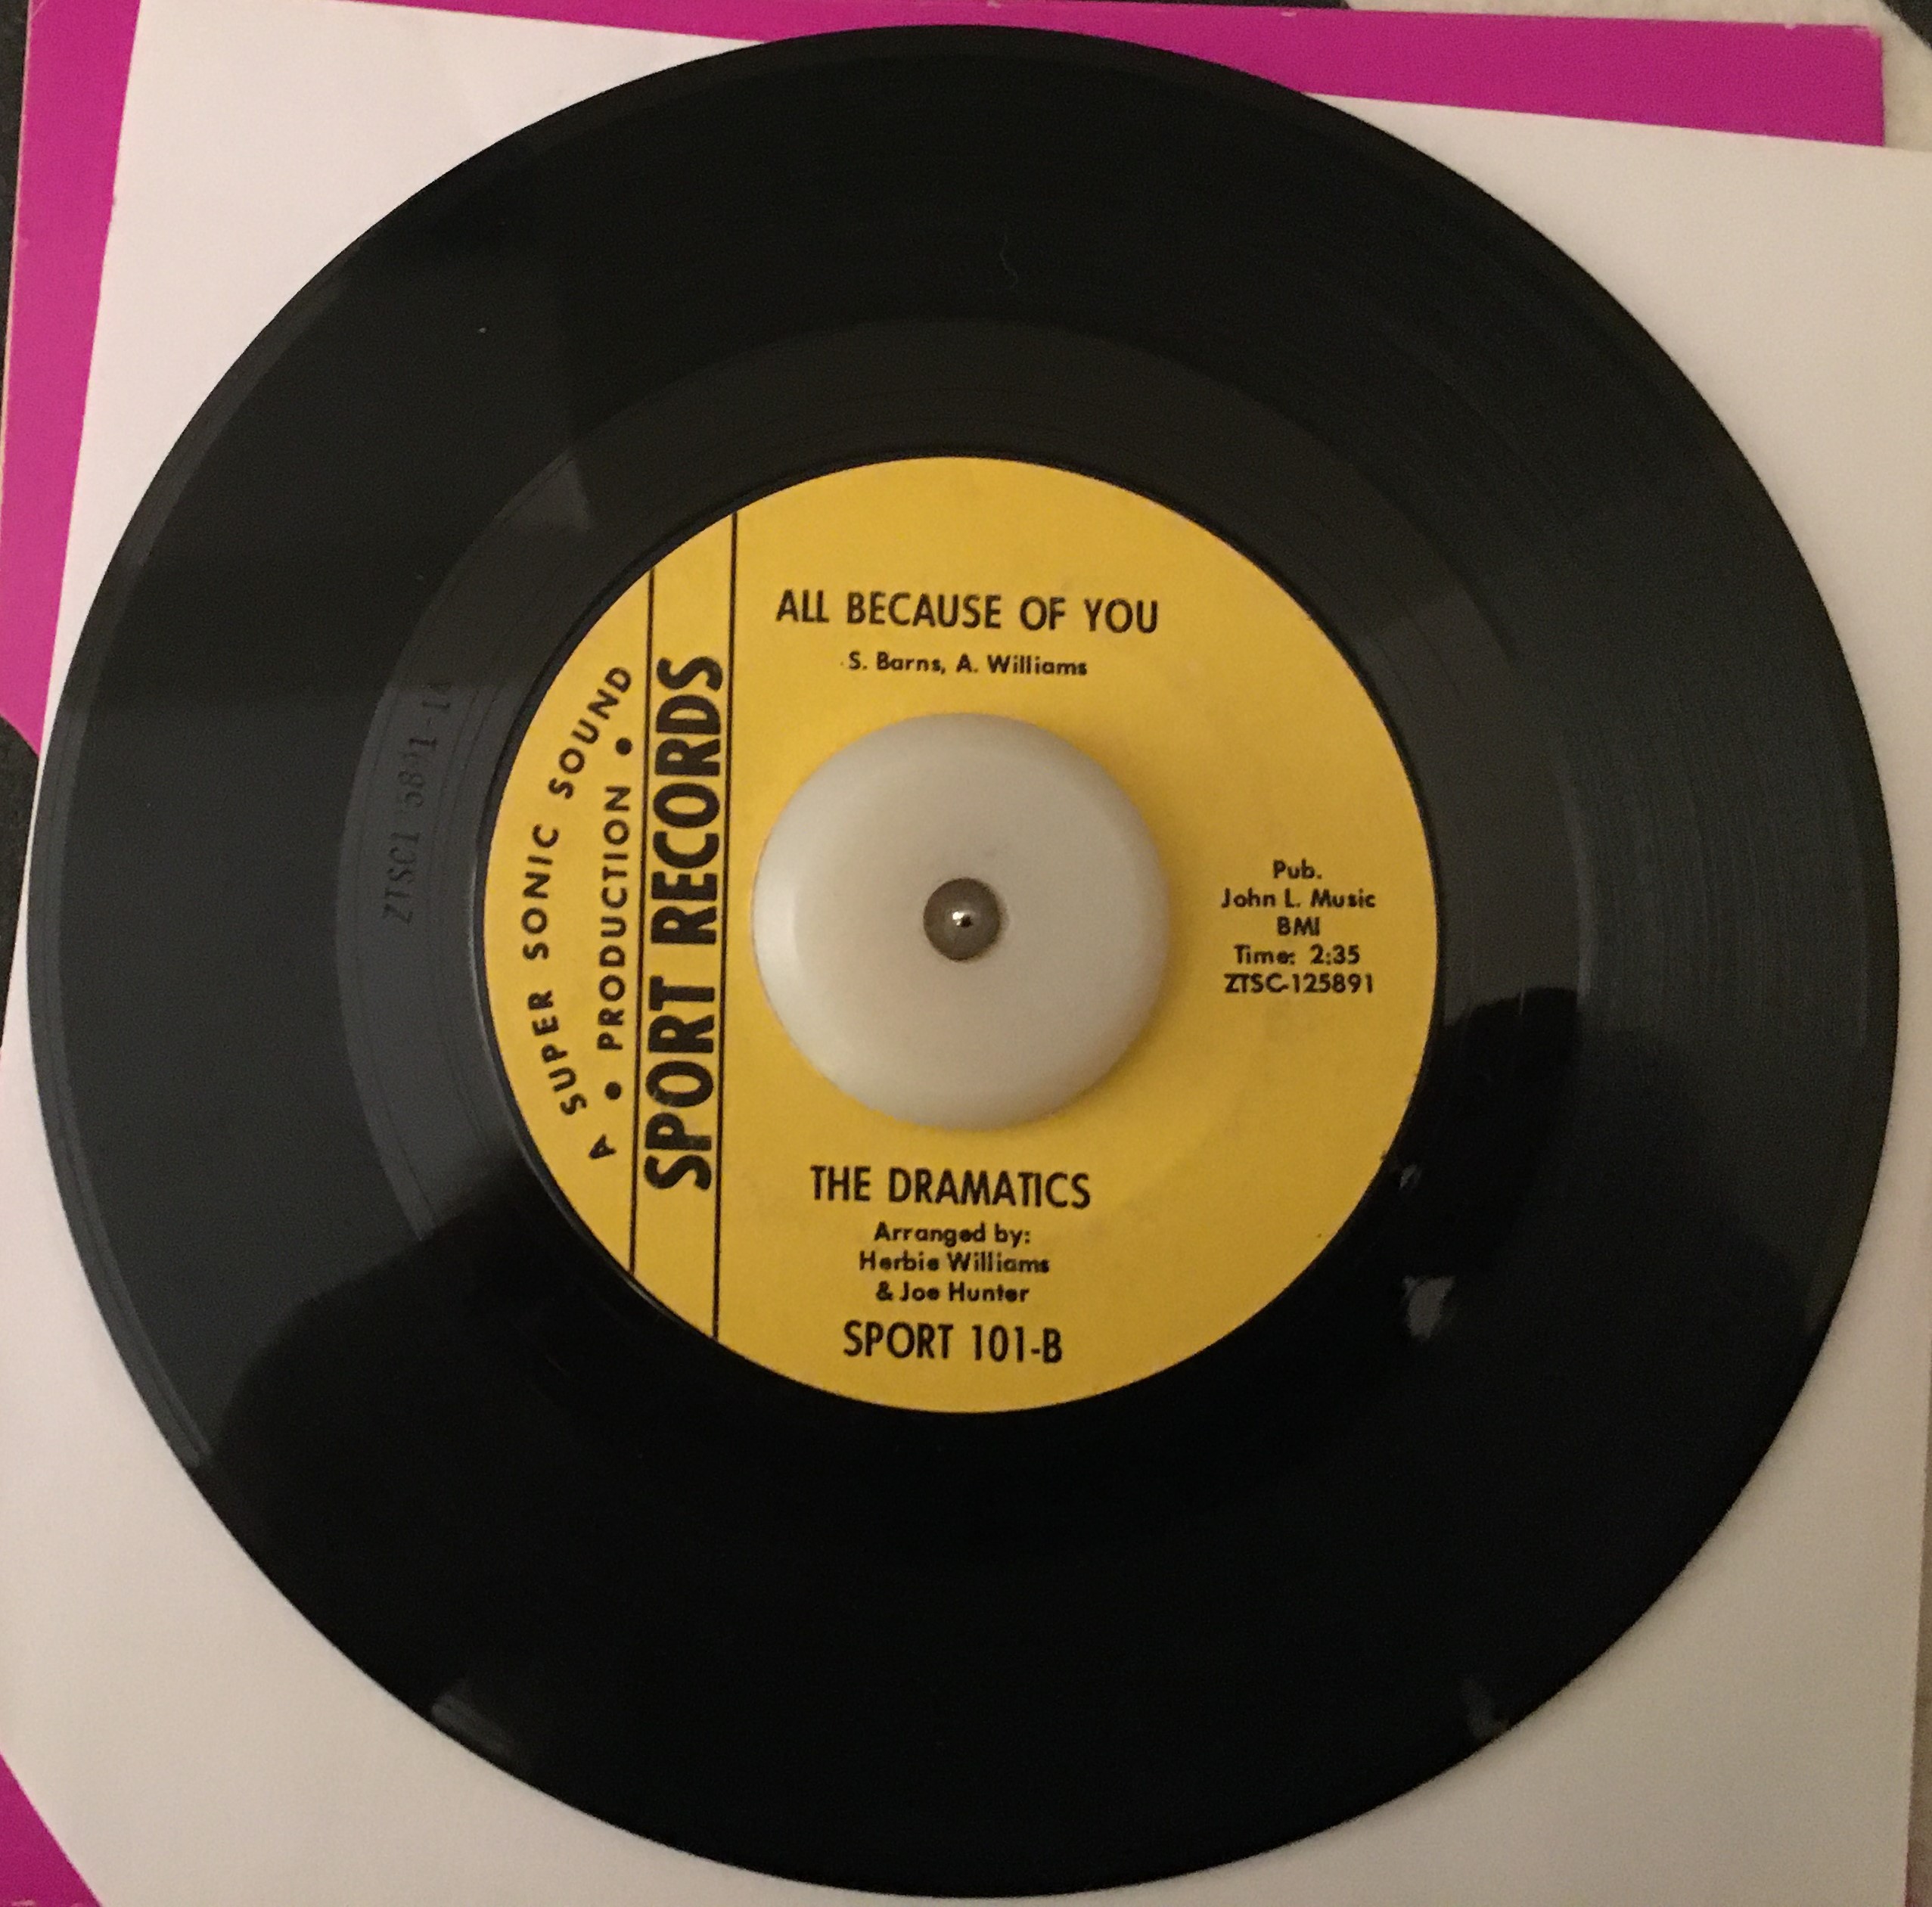 ALL BECAUSE OF YOU
S. Barns, A. Williams
A SUPER SONIC SOUND
• PRODUCTION •
SPORT RECORDS
Pub.
John L. Music
BMI
Time: 2:35
ZTSC-125891
THE DRAMATICS
Arranged by:
Herbie Williams
& Joe Hunter
SPORT 101-B